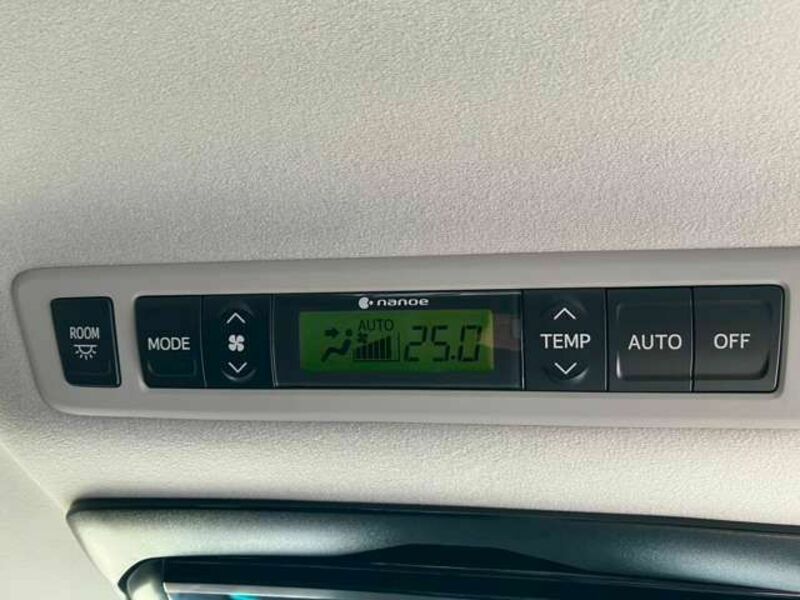 nanoe
ROOM
MODE
AUTO
25.0
TEMP
AUTO
OFF